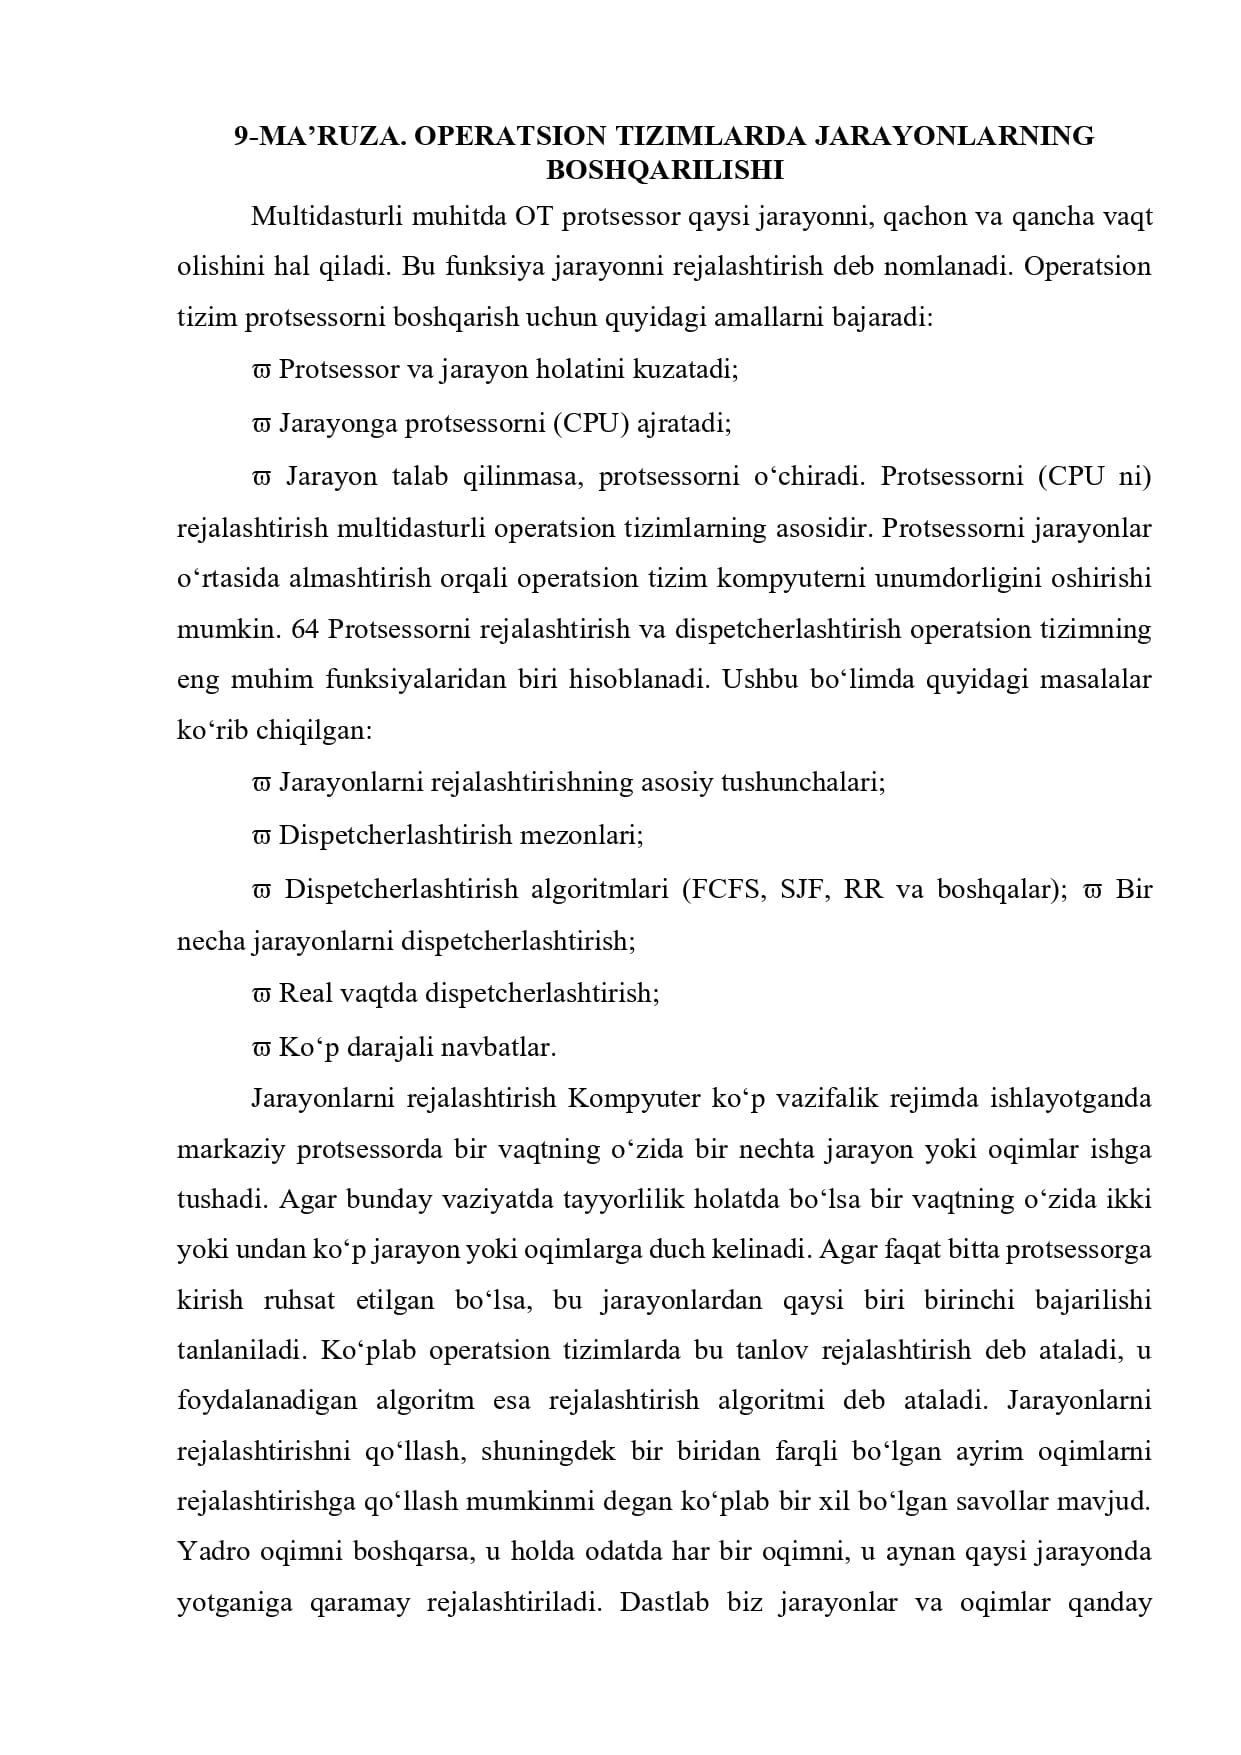 9-MA’RUZA. OPERATSION TIZIMLARDA JARAYONLARNING
BOSHQARILISHI
Multidasturli muhitda OT protsessor qaysi jarayonni, qachon va qancha vaqt
olishini hal qiladi. Bu funksiya jarayonni rejalashtirish deb nomlanadi. Operatsion
tizim protsessorni boshqarish uchun quyidagi amallarni bajaradi:
ϖ Protsessor va jarayon holatini kuzatadi;
ϖ Jarayonga protsessorni (CPU) ajratadi;
ϖ Jarayon talab qilinmasa, protsessorni o‘chiradi. Protsessorni (CPU ni)
rejalashtirish multidasturli operatsion tizimlarning asosidir. Protsessorni jarayonlar
o‘rtasida almashtirish orqali operatsion tizim kompyuterni unumdorligini oshirishi
mumkin. 64 Protsessorni rejalashtirish va dispetcherlashtirish operatsion tizimning
eng muhim funksiyalaridan biri hisoblanadi. Ushbu bo‘limda quyidagi masalalar
ko‘rib chiqilgan:
ϖ Jarayonlarni rejalashtirishning asosiy tushunchalari;
ϖ Dispetcherlashtirish mezonlari;
ϖ Dispetcherlashtirish algoritmlari (FCFS, SJF, RR va boshqalar); ϖ Bir
necha jarayonlarni dispetcherlashtirish;
ϖ Real vaqtda dispetcherlashtirish;
ϖ Ko‘p darajali navbatlar.
Jarayonlarni rejalashtirish Kompyuter ko‘p vazifalik rejimda ishlayotganda
markaziy protsessorda bir vaqtning o‘zida bir nechta jarayon yoki oqimlar ishga
tushadi. Agar bunday vaziyatda tayyorlilik holatda bo‘lsa bir vaqtning o‘zida ikki
yoki undan ko‘p jarayon yoki oqimlarga duch kelinadi. Agar faqat bitta protsessorga
kirish ruhsat etilgan bo‘lsa, bu jarayonlardan qaysi biri birinchi bajarilishi
tanlaniladi. Ko‘plab operatsion tizimlarda bu tanlov rejalashtirish deb ataladi, u
foydalanadigan algoritm esa rejalashtirish algoritmi deb ataladi. Jarayonlarni
rejalashtirishni qo‘llash, shuningdek bir biridan farqli bo‘lgan ayrim oqimlarni
rejalashtirishga qo‘llash mumkinmi degan ko‘plab bir xil bo‘lgan savollar mavjud.
Yadro oqimni boshqarsa, u holda odatda har bir oqimni, u aynan qaysi jarayonda
yotganiga qaramay rejalashtiriladi. Dastlab biz jarayonlar va oqimlar qanday